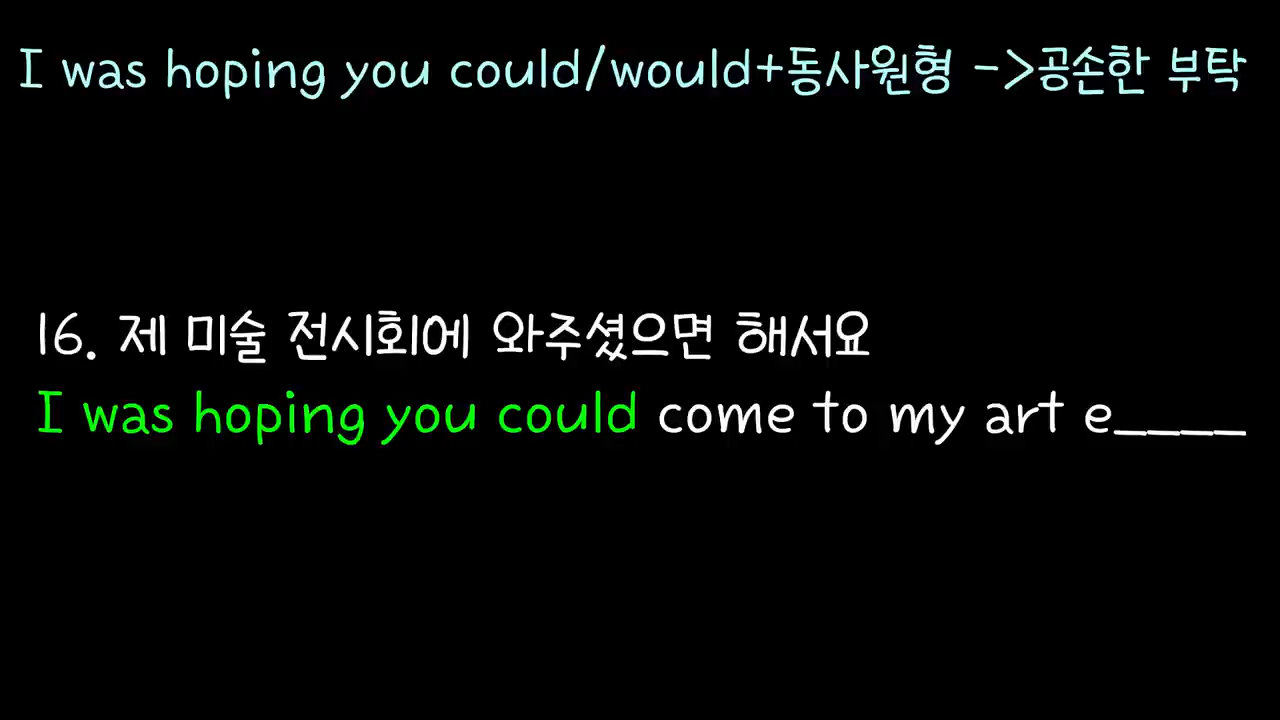 I was hoping you could/would+동사원형 ->공손한 부탁
16. 제 미술 전시회에 와주셨으면 해서요
I was hoping you could come to my art e____